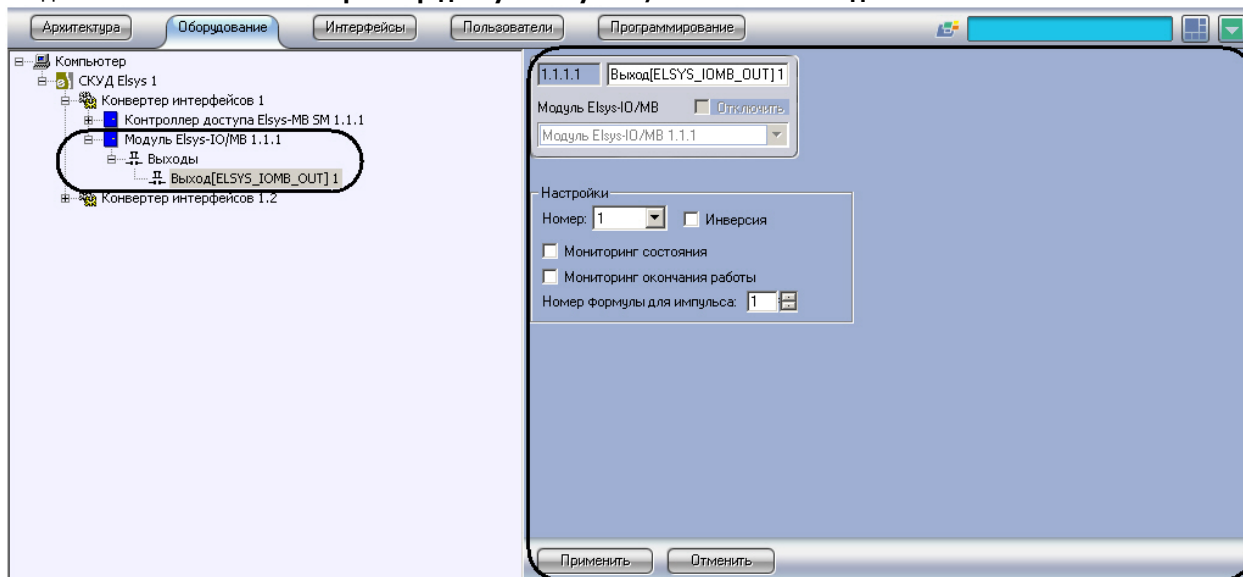 Архитектура Оборудование Интерфейсы Пользователи Программирование
Компьютер
СКУД Elsys 1
Конвертер интерфейсов 1
Контроллер доступа Elsys-MB SM 1.1.1
Модуль Elsys-IO/MB 1.1.1
Выходы
Выход[ELSYS_IOMB_OUT] 1
Конвертер интерфейсов 1.2
1.1.1.1 Выход[ELSYS_IOMB_OUT] 1
Модуль Elsys-IO/MB Отключить
Модуль Elsys-IO/MB 1.1.1
Настройки
Номер: 1 Инверсия
Мониторинг состояния
Мониторинг окончания работы
Номер формулы для импульса: 1
Применить Отменить